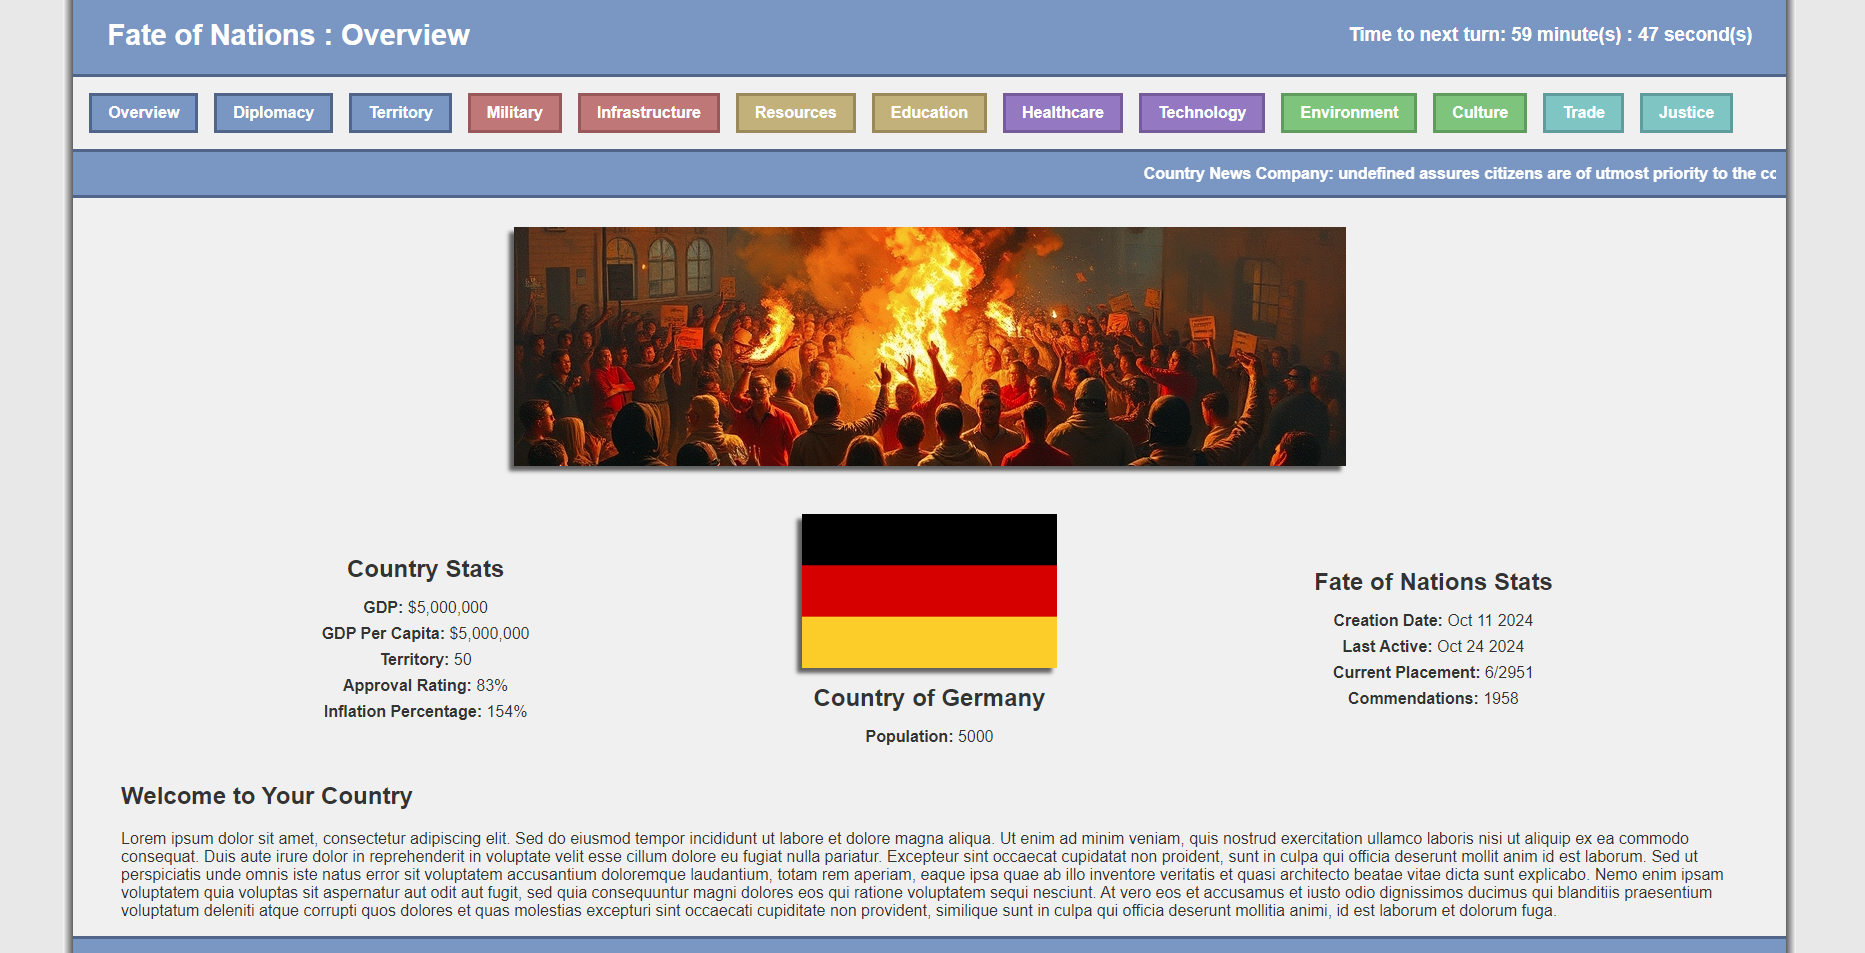 Fate of Nations : Overview
Time to next turn: 59 minute(s) : 47 second(s)
Overview
Diplomacy
Territory
Military
Infrastructure
Resources
Education
Healthcare
Technology
Environment
Culture
Trade
Justice
Country News Company: undefined assures citizens are of utmost priority to the
Country Stats
GDP: $5,000,000
GDP Per Capita: $5,000,000
Territory: 50
Approval Rating: 83%
Inflation Percentage: 154%
Country of Germany
Population: 5000
Fate of Nations Stats
Creation Date: Oct 11 2024
Last Active: Oct 24 2024
Current Placement: 6/2951
Commendations: 1958
Welcome to Your Country
Lorem ipsum dolor sit amet, consectetur adipiscing elit. Sed do eiusmod tempor incididunt ut labore et dolore magna aliqua. Ut enim ad minim veniam, quis nostrud exercitation ullamco laboris nisi ut aliquip ex ea commodo
consequat. Duis aute irure dolor in reprehenderit in voluptate velit esse cillum dolore eu fugiat nulla pariatur. Excepteur sint occaecat cupidatat non proident, sunt in culpa qui officia deserunt mollit anim id est laborum. Sed ut
perspiciatis unde omnis iste natus error sit voluptatem accusantium doloremque laudantium, totam rem aperiam, eaque ipsa quae ab illo inventore veritatis et quasi architecto beatae vitae dicta sunt explicabo. Nemo enim ipsam
voluptatem quia voluptas sit aspernatur aut odit aut fugit, sed quia consequuntur magni dolores eos qui ratione voluptatem sequi nesciunt. At vero eos et accusamus et iusto odio dignissimos ducimus qui blanditiis praesentium
voluptatum deleniti atque corrupti quos dolores et quas molestias excepturi sint occaecati cupiditate non provident, similique sunt in culpa qui officia deserunt mollitia animi, id est laborum et dolorum fuga.